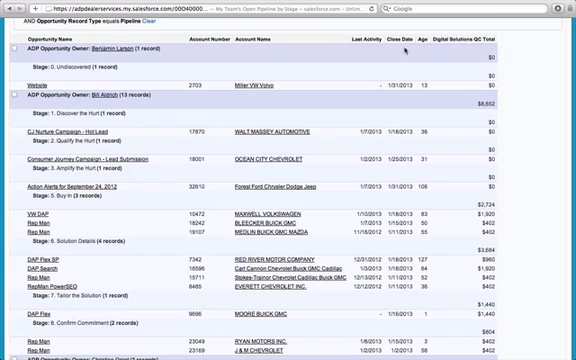 adpdealerservices.my.salesforce.com/00O40000...
My Team's Open Pipeline by Stage ~ salesforce.com
Google
AND Opportunity Record Type equals Pipeline Clear
Opportunity Name Account Number Account Name Last Activity Close Date Age Digital Solutions QC Total
ADP Opportunity Owner: Benjamin Larson (1 record)
$0
Stage: 0. Undiscovered (1 record)
$0
Website 2703 Miller VW Volvo - 1/31/2013 13 $0
ADP Opportunity Owner: Bill Aldrich (13 records)
$8,652
Stage: 1. Discover the Hurt (1 record)
$0
CJ Nurture Campaign - Hot Lead 17870 WALT MASSEY AUTOMOTIVE 1/7/2013 1/18/2013 36 $0
Stage: 2. Qualify the Hurt (1 record)
$0
Consumer Journey Campaign - Lead Submission 18001 OCEAN CITY CHEVROLET 1/2/2013 1/25/2013 31 $0
Stage: 3. Amplify the Hurt (1 record)
$0
Action Alerts for September 24, 2012 32610 Forest Ford Chrysler Dodge Jeep 1/7/2013 1/31/2013 106 $0
Stage: 5. Buy In (3 records)
$2,724
VW DAP 10472 MAXWELL VOLKSWAGEN 1/10/2013 1/18/2013 83 $1,920
Rep Man 18242 BLEECKER BUICK GMC 1/7/2013 1/15/2013 50 $402
Rep Man 19107 MEDLIN BUICK GMC MAZDA 11/16/2012 1/11/2013 55 $402
Stage: 6. Solution Details (4 records)
$3,684
DAP Flex SP 7342 RED RIVER MOTOR COMPANY 12/31/2012 1/18/2013 127 $960
DAP Search 16596 Carl Cannon Chevrolet Buick GMC Cadillac 1/3/2013 1/18/2013 64 $1,920
Rep Man 15711 Stokes-Trainor Chevrolet Cadillac Buick GMC 1/2/2013 1/11/2013 55 $402
RepMan PowerSEO 8485 EVERETT CHEVROLET INC. 12/31/2012 1/11/2013 37 $402
Stage: 7. Tailor the Solution (1 record)
$1,440
DAP Flex 9696 MOORE BUICK GMC - 1/16/2013 1 $1,440
Stage: 8. Confirm Commitment (2 records)
$804
Rep Man 23049 RYAN MOTORS INC. 1/8/2013 1/15/2013 3 $402
Rep Man 23169 J & M CHEVROLET - 1/11/2013 58 $402
ADP Opportunity Owner: Christine Grant